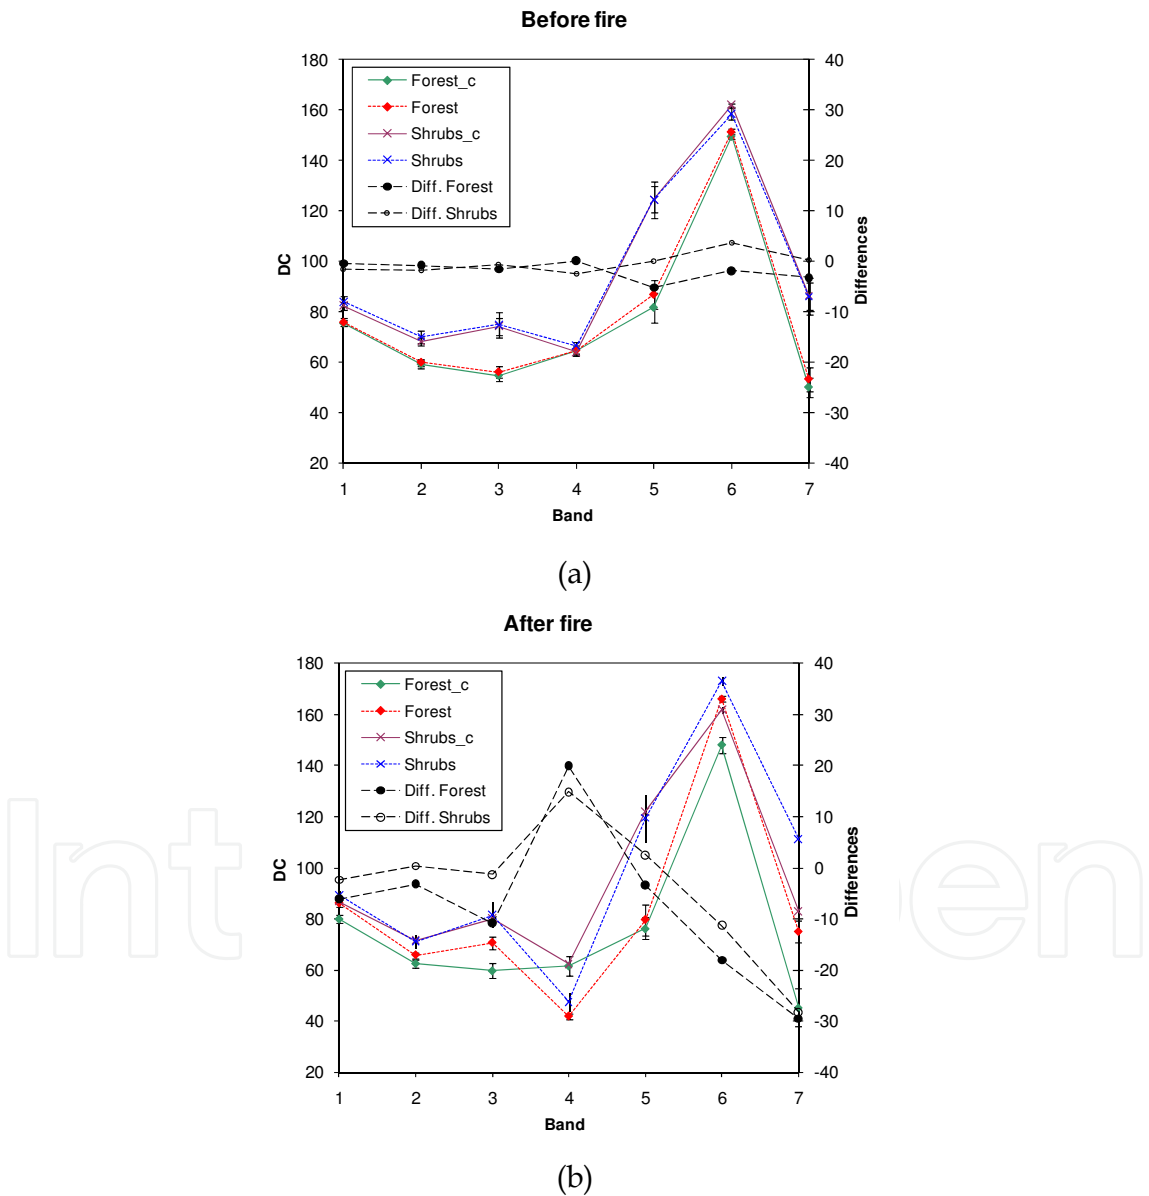 Before fire
180
160
140
120
100
80
60
40
20
DC
Forest_c
Forest
Shrubs_c
Shrubs
Diff. Forest
Diff. Shrubs
40
30
20
10
0
-10
-20
-30
-40
Differences
1 2 3 4 5 6 7
Band
(a)
After fire
180
160
140
120
100
80
60
40
20
DC
Forest_c
Forest
Shrubs_c
Shrubs
Diff. Forest
Diff. Shrubs
40
30
20
10
0
-10
-20
-30
-40
Differences
1 2 3 4 5 6 7
Band
(b)
Int
en